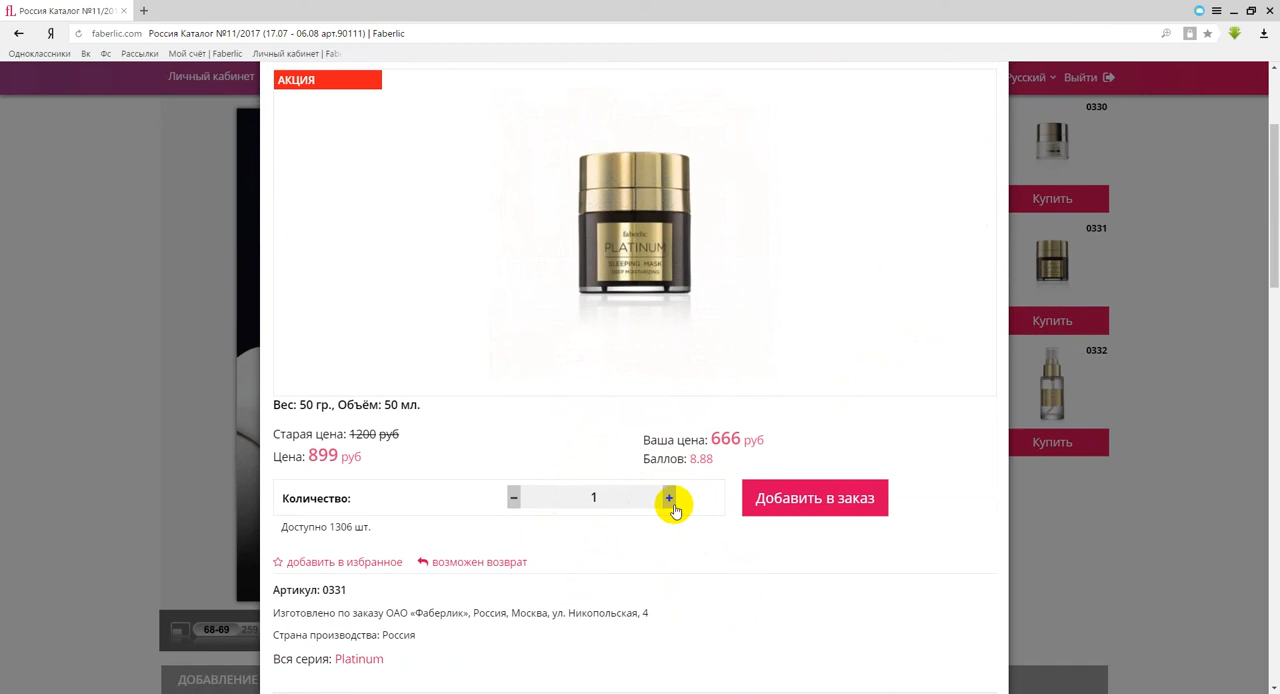 Россия Каталог №11/201
Я faberlic.com Россия Каталог №11/2017 (17.07 - 06.08 арт.90111) | Faberlic
Одноклассники Вк Фс Рассылки Мой счёт | Faberlic Личный кабинет | Fab
Личный кабинет
Русский Выйти
АКЦИЯ
faberlic
PLATINUM
SLEEPING MASK
DEEP MOISTURIZING
0330
Купить
0331
Купить
0332
Купить
Вес: 50 гр., Объём: 50 мл.
Старая цена: 1200 руб
Цена: 899 руб
Ваша цена: 666 руб
Баллов: 8.88
Количество: − 1 + Добавить в заказ
Доступно 1306 шт.
добавить в избранное возможен возврат
Артикул: 0331
Изготовлено по заказу ОАО «Фаберлик», Россия, Москва, ул. Никопольская, 4
Страна производства: Россия
Вся серия: Platinum
68-69 259
ДОБАВЛЕНИЕ